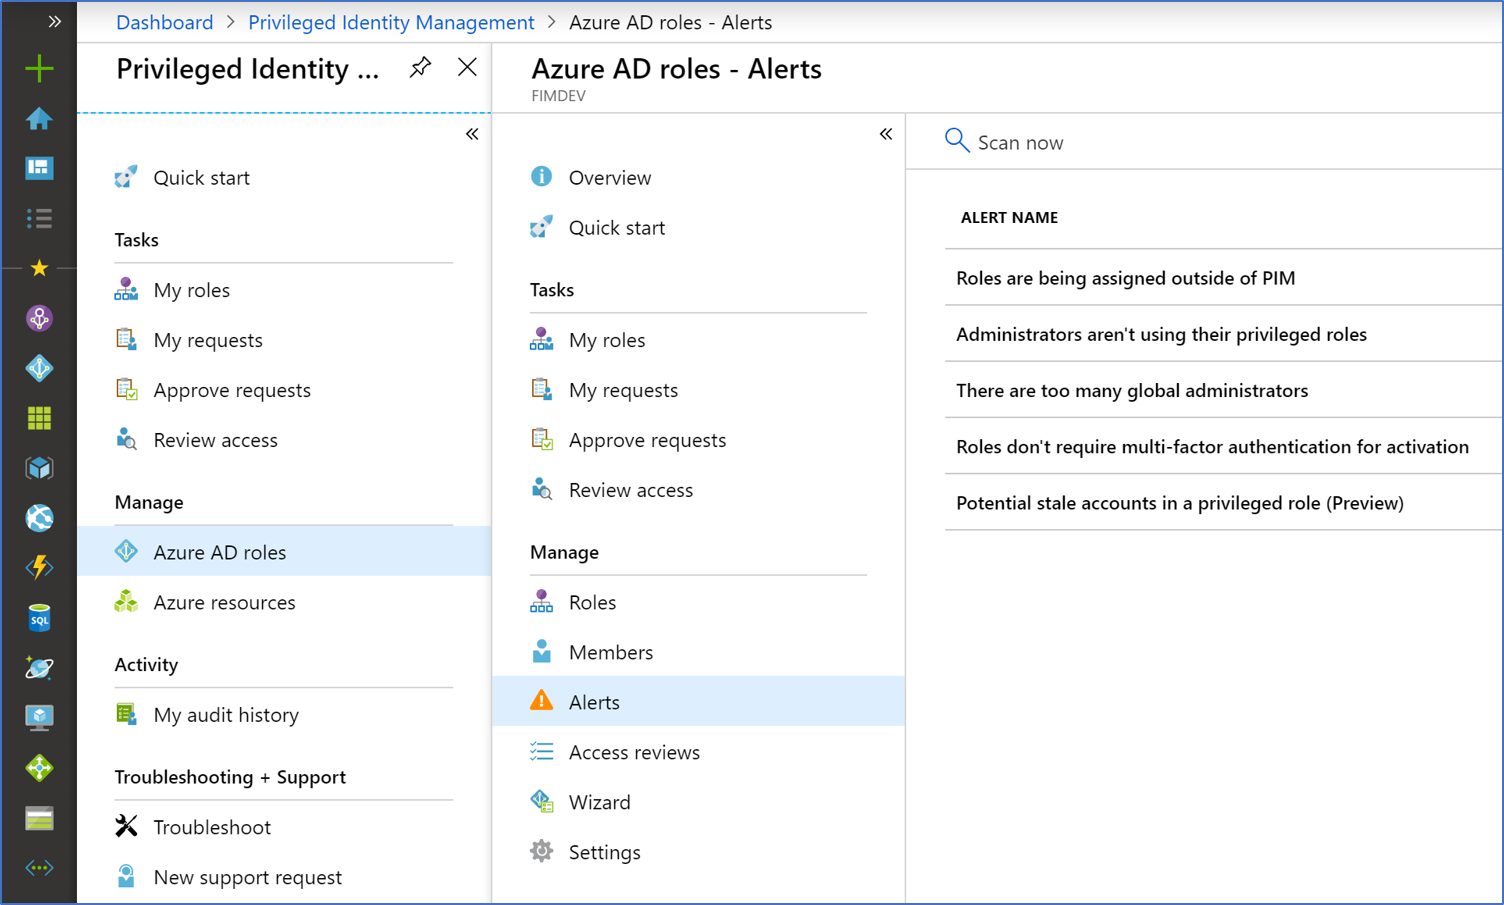 Dashboard > Privileged Identity Management > Azure AD roles - Alerts
Privileged Identity ...
Quick start
Tasks
My roles
My requests
Approve requests
Review access
Manage
Azure AD roles
Azure resources
Activity
My audit history
Troubleshooting + Support
Troubleshoot
New support request
Azure AD roles - Alerts
FIMDEV
Overview
Quick start
Tasks
My roles
My requests
Approve requests
Review access
Manage
Roles
Members
Alerts
Access reviews
Wizard
Settings
Scan now
ALERT NAME
Roles are being assigned outside of PIM
Administrators aren't using their privileged roles
There are too many global administrators
Roles don't require multi-factor authentication for activation
Potential stale accounts in a privileged role (Preview)
SQL